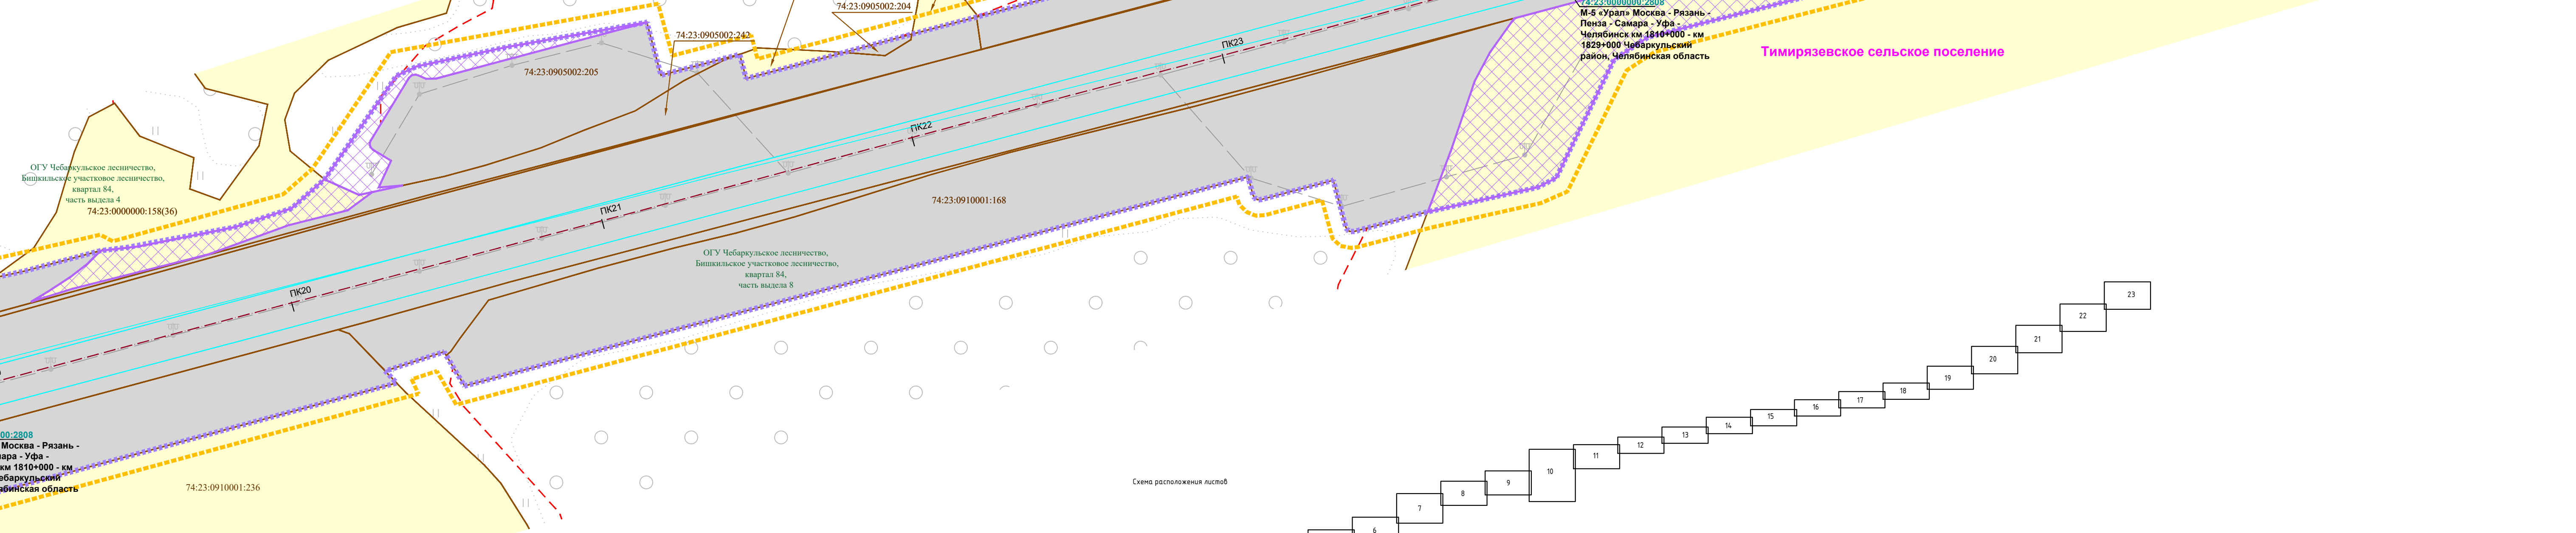 74:23:0905002:204
74:23:0905002:242
74:23:0905002:205
74:23:0000000:2808
М-5 «Урал» Москва - Рязань -
Пенза - Самара - Уфа -
Челябинск км 1810+000 - км
1829+000 Чебаркульский
район, Челябинская область
Тимирязевское сельское поселение
ПК23
ПК22
ПК21
ПК20
ОГУ Чебаркульское лесничество,
Бишкильское участковое лесничество,
квартал 84,
часть выдела 4
74:23:0000000:158(36)
74:23:0910001:168
ОГУ Чебаркульское лесничество,
Бишкильское участковое лесничество,
квартал 84,
часть выдела 8
00:2808
Москва - Рязань -
мара - Уфа -
км 1810+000 - км
ебаркульский
ябинская область
74:23:0910001:236
Схема расположения листов
23
22
21
20
19
18
17
16
15
14
13
12
11
10
9
8
7
6